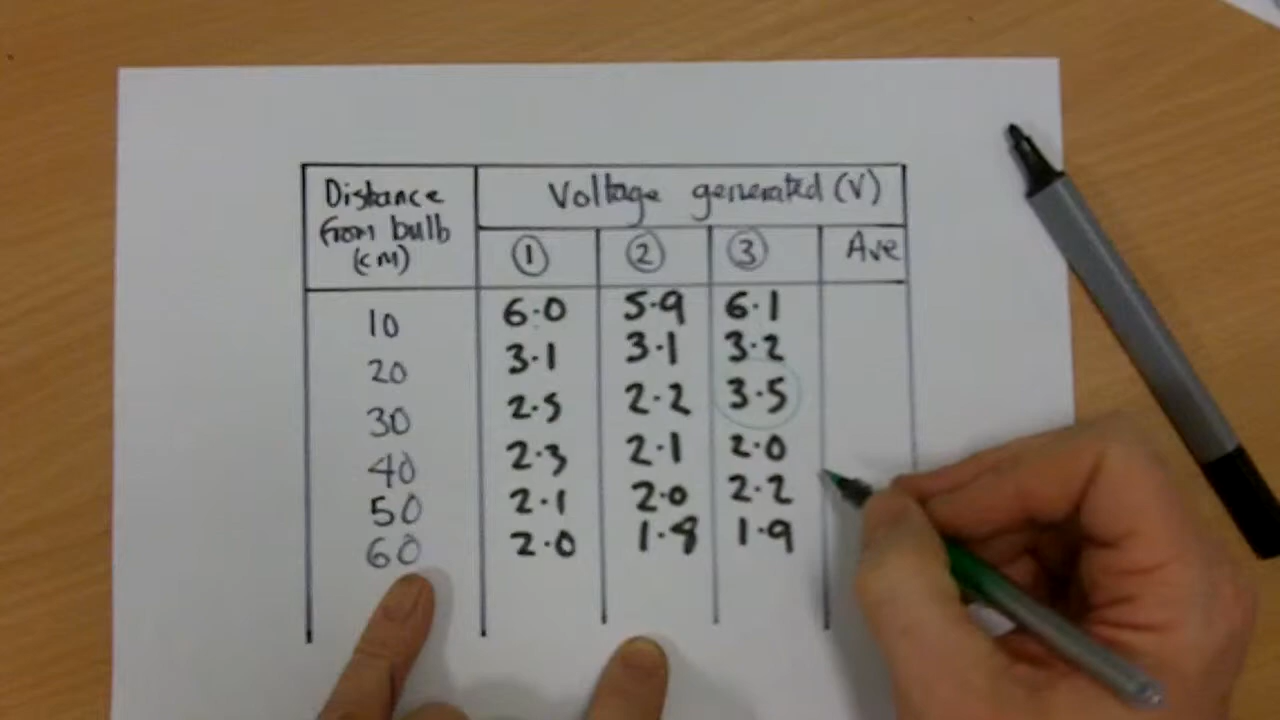 Distance from bulb (cm)
Voltage generated (V)
① ② ③ Ave
10 6.0 5.9 6.1
20 3.1 3.1 3.2
30 2.5 2.2 3.5
40 2.3 2.1 2.0
50 2.1 2.0 2.2
60 2.0 1.8 1.9